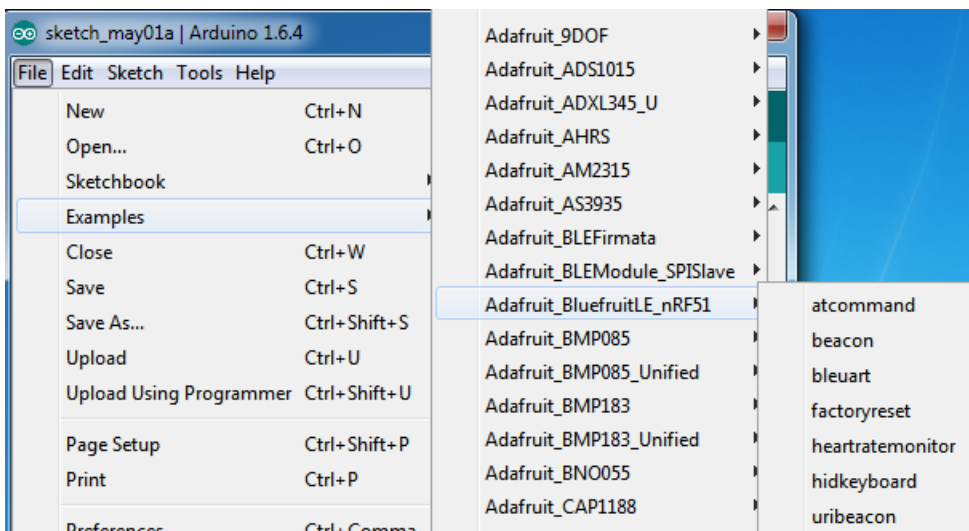 sketch_may01a | Arduino 1.6.4
File Edit Sketch Tools Help
New Ctrl+N
Open... Ctrl+O
Sketchbook
Examples
Close Ctrl+W
Save Ctrl+S
Save As... Ctrl+Shift+S
Upload Ctrl+U
Upload Using Programmer Ctrl+Shift+U
Page Setup Ctrl+Shift+P
Print Ctrl+P
Preferences Ctrl+Comma
Adafruit_9DOF
Adafruit_ADS1015
Adafruit_ADXL345_U
Adafruit_AHRS
Adafruit_AM2315
Adafruit_AS3935
Adafruit_BLEFirmata
Adafruit_BLEModule_SPISlave
Adafruit_BluefruitLE_nRF51
Adafruit_BMP085
Adafruit_BMP085_Unified
Adafruit_BMP183
Adafruit_BMP183_Unified
Adafruit_BNO055
Adafruit_CAP1188
atcommand
beacon
bleuart
factoryreset
heartratemonitor
hidkeyboard
uribeacon